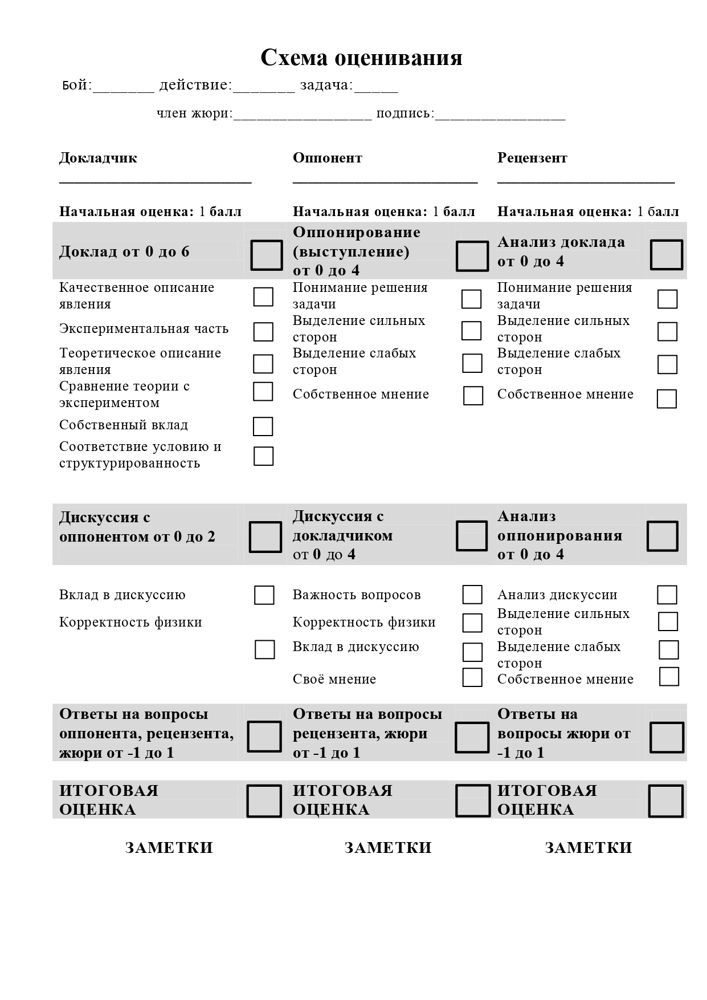 Схема оценивания
Бой:_______ действие:_______ задача:_____
член жюри:__________________ подпись:_________________
Докладчик
_________________________
Начальная оценка: 1 балл
Доклад от 0 до 6
Качественное описание
явления
Экспериментальная часть
Теоретическое описание
явления
Сравнение теории с
экспериментом
Собственный вклад
Соответствие условию и
структурированность
Дискуссия с
оппонентом от 0 до 2
Вклад в дискуссию
Корректность физики
Ответы на вопросы
оппонента, рецензента,
жюри от -1 до 1
ИТОГОВАЯ
ОЦЕНКА
ЗАМЕТКИ
Оппонент
________________________
Начальная оценка: 1 балл
Оппонирование
(выступление)
от 0 до 4
Понимание решения
задачи
Выделение сильных
сторон
Выделение слабых
сторон
Собственное мнение
Дискуссия с
докладчиком
от 0 до 4
Важность вопросов
Корректность физики
Вклад в дискуссию
Своё мнение
Ответы на вопросы
рецензента, жюри
от -1 до 1
ИТОГОВАЯ
ОЦЕНКА
ЗАМЕТКИ
Рецензент
_______________________
Начальная оценка: 1 балл
Анализ доклада
от 0 до 4
Понимание решения
задачи
Выделение сильных
сторон
Выделение слабых
сторон
Собственное мнение
Анализ
оппонирования
от 0 до 4
Анализ дискуссии
Выделение сильных
сторон
Выделение слабых
сторон
Собственное мнение
Ответы на
вопросы жюри от
-1 до 1
ИТОГОВАЯ
ОЦЕНКА
ЗАМЕТКИ